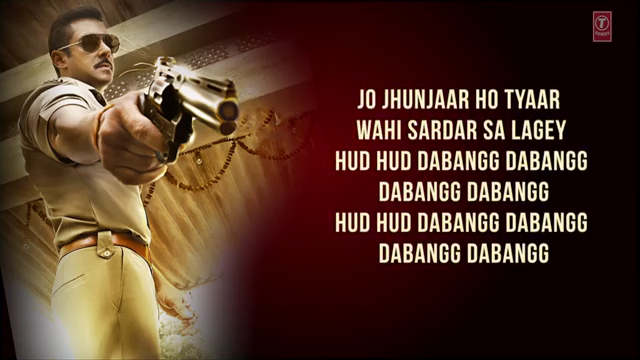 T
SERIES
JO JHUNJAAR HO TYAAR
WAHI SARDAR SA LAGEY
HUD HUD DABANGG DABANGG
DABANGG DABANGG
HUD HUD DABANGG DABANGG
DABANGG DABANGG